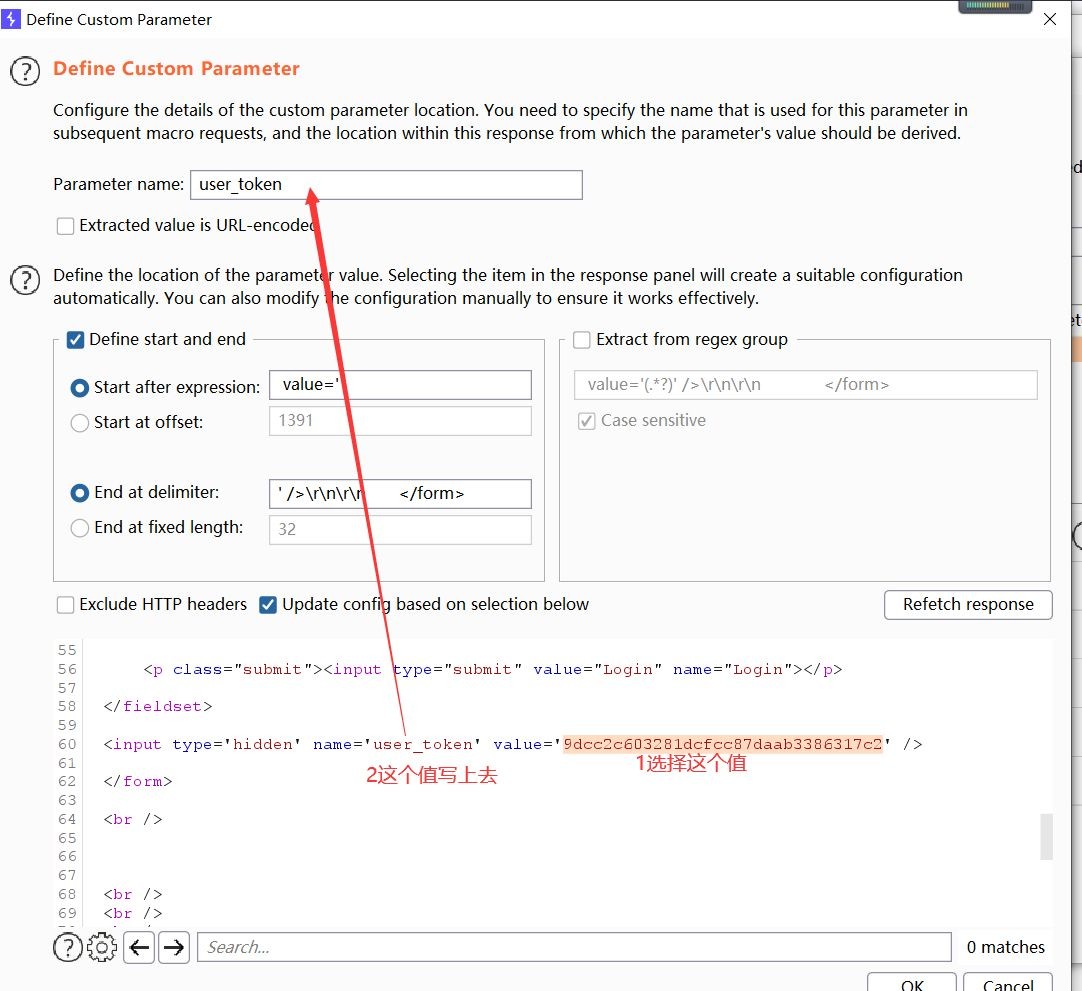 Define Custom Parameter
Define Custom Parameter
Configure the details of the custom parameter location. You need to specify the name that is used for this parameter in
subsequent macro requests, and the location within this response from which the parameter's value should be derived.
Parameter name: user_token
Extracted value is URL-encoded
Define the location of the parameter value. Selecting the item in the response panel will create a suitable configuration
automatically. You can also modify the configuration manually to ensure it works effectively.
Define start and end
Start after expression: value='
Start at offset: 1391
End at delimiter: ' />\r\n\r\n </form>
End at fixed length: 32
Extract from regex group
value='(.*?)' />\r\n\r\n </form>
Case sensitive
Exclude HTTP headers Update config based on selection below Refetch response
55
56 <p class="submit"><input type="submit" value="Login" name="Login"></p>
57
58 </fieldset>
59
60 <input type='hidden' name='user_token' value='9dcc2c603281dcfcc87daab3386317c2' />
61
1选择这个值
2这个值写上去
62 </form>
63
64 <br />
65
66
67
68 <br />
69 <br />
Search... 0 matches
OK Cancel